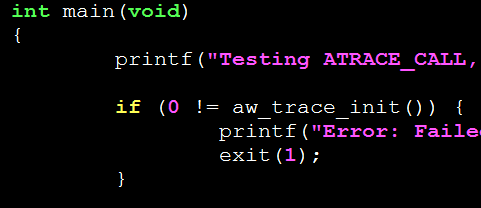 int main(void)
{
        printf("Testing ATRACE_CALL,

        if (0 != aw_trace_init()) {
                printf("Error: Faile
                exit(1);
        }